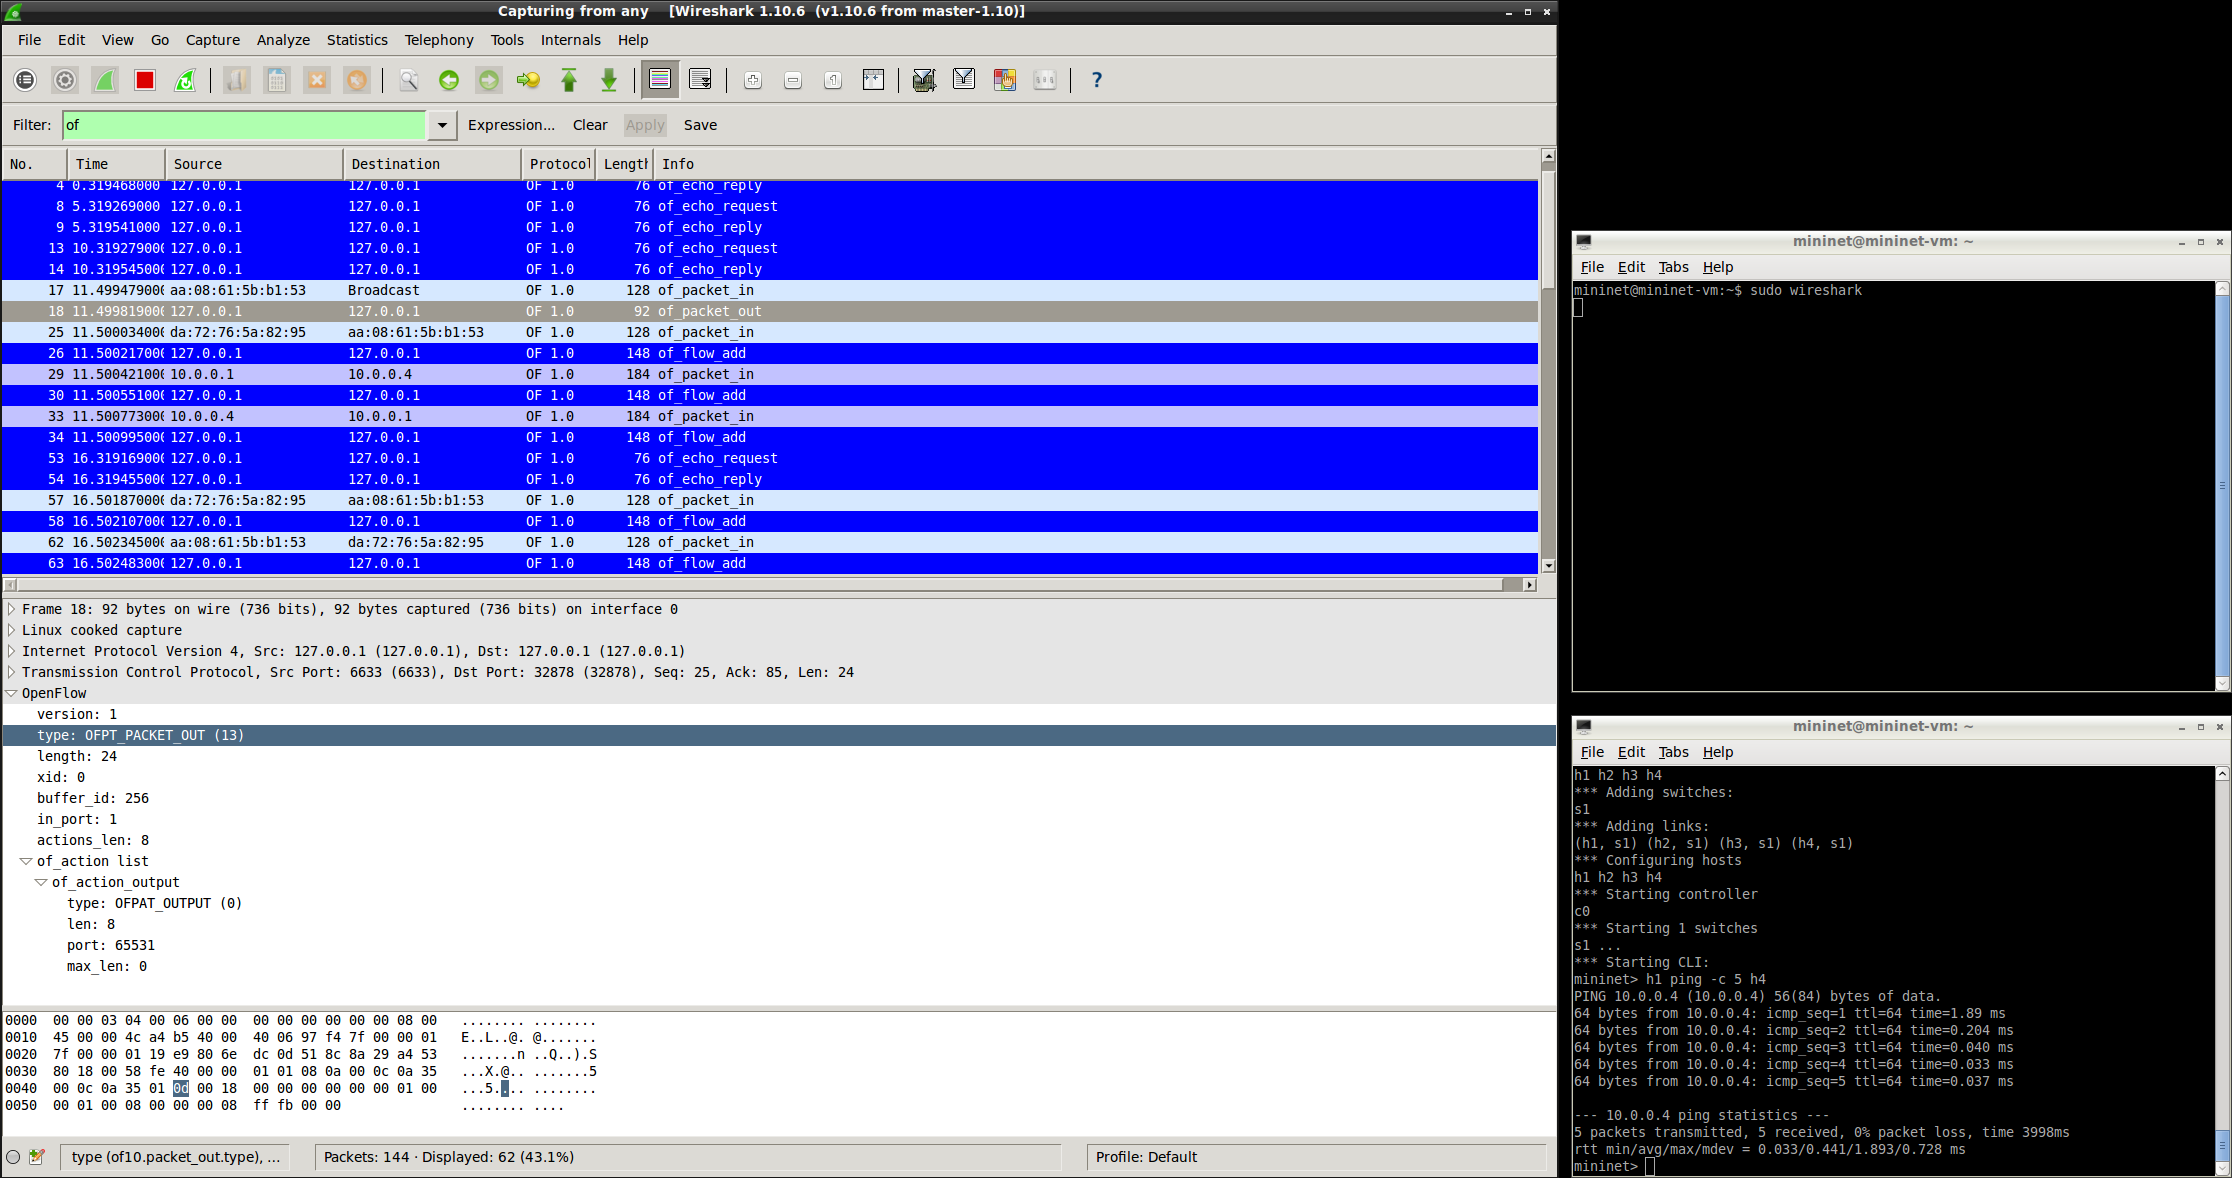 Capturing from any   [Wireshark 1.10.6  (v1.10.6 from master-1.10)]
File Edit View Go Capture Analyze Statistics Telephony Tools Internals Help
Filter: of Expression... Clear Apply Save
No. Time Source Destination Protocol Length Info
4 0.319468000 127.0.0.1 127.0.0.1 OF 1.0 76 of_echo_reply
8 5.319269000 127.0.0.1 127.0.0.1 OF 1.0 76 of_echo_request
9 5.319541000 127.0.0.1 127.0.0.1 OF 1.0 76 of_echo_reply
13 10.319279000 127.0.0.1 127.0.0.1 OF 1.0 76 of_echo_request
14 10.319545000 127.0.0.1 127.0.0.1 OF 1.0 76 of_echo_reply
17 11.499479000 aa:08:61:5b:b1:53 Broadcast OF 1.0 128 of_packet_in
18 11.499819000 127.0.0.1 127.0.0.1 OF 1.0 92 of_packet_out
25 11.500034000 da:72:76:5a:82:95 aa:08:61:5b:b1:53 OF 1.0 128 of_packet_in
26 11.500217000 127.0.0.1 127.0.0.1 OF 1.0 148 of_flow_add
29 11.500421000 10.0.0.1 10.0.0.4 OF 1.0 184 of_packet_in
30 11.500551000 127.0.0.1 127.0.0.1 OF 1.0 148 of_flow_add
33 11.500773000 10.0.0.4 10.0.0.1 OF 1.0 184 of_packet_in
34 11.500995000 127.0.0.1 127.0.0.1 OF 1.0 148 of_flow_add
53 16.319169000 127.0.0.1 127.0.0.1 OF 1.0 76 of_echo_request
54 16.319455000 127.0.0.1 127.0.0.1 OF 1.0 76 of_echo_reply
57 16.501870000 da:72:76:5a:82:95 aa:08:61:5b:b1:53 OF 1.0 128 of_packet_in
58 16.502107000 127.0.0.1 127.0.0.1 OF 1.0 148 of_flow_add
62 16.502345000 aa:08:61:5b:b1:53 da:72:76:5a:82:95 OF 1.0 128 of_packet_in
63 16.502483000 127.0.0.1 127.0.0.1 OF 1.0 148 of_flow_add
Frame 18: 92 bytes on wire (736 bits), 92 bytes captured (736 bits) on interface 0
Linux cooked capture
Internet Protocol Version 4, Src: 127.0.0.1 (127.0.0.1), Dst: 127.0.0.1 (127.0.0.1)
Transmission Control Protocol, Src Port: 6633 (6633), Dst Port: 32878 (32878), Seq: 25, Ack: 85, Len: 24
OpenFlow
version: 1
type: OFPT_PACKET_OUT (13)
length: 24
xid: 0
buffer_id: 256
in_port: 1
actions_len: 8
of_action list
of_action_output
type: OFPAT_OUTPUT (0)
len: 8
port: 65531
max_len: 0
0000  00 00 03 04 00 06 00 00  00 00 00 00 00 00 08 00   ........ ........
0010  45 00 00 4c a4 b5 40 00  40 06 97 f4 7f 00 00 01   E..L..@. @.......
0020  7f 00 00 01 19 e9 80 6e  dc 0d 51 8c 8a 29 a4 53   .......n ..Q..).S
0030  80 18 00 58 fe 40 00 00  01 01 08 0a 00 0c 0a 35   ...X.@.. .......5
0040  00 0c 0a 35 01 0d 00 18  00 00 00 00 00 00 01 00   ...5.... ........
0050  00 01 00 08 00 00 00 08  ff fb 00 00               ........ ....
type (of10.packet_out.type), ... Packets: 144 · Displayed: 62 (43.1%) Profile: Default
mininet@mininet-vm: ~
File Edit Tabs Help
mininet@mininet-vm:~$ sudo wireshark
mininet@mininet-vm: ~
File Edit Tabs Help
h1 h2 h3 h4
*** Adding switches:
s1
*** Adding links:
(h1, s1) (h2, s1) (h3, s1) (h4, s1)
*** Configuring hosts
h1 h2 h3 h4
*** Starting controller
c0
*** Starting 1 switches
s1 ...
*** Starting CLI:
mininet> h1 ping -c 5 h4
PING 10.0.0.4 (10.0.0.4) 56(84) bytes of data.
64 bytes from 10.0.0.4: icmp_seq=1 ttl=64 time=1.89 ms
64 bytes from 10.0.0.4: icmp_seq=2 ttl=64 time=0.204 ms
64 bytes from 10.0.0.4: icmp_seq=3 ttl=64 time=0.040 ms
64 bytes from 10.0.0.4: icmp_seq=4 ttl=64 time=0.033 ms
64 bytes from 10.0.0.4: icmp_seq=5 ttl=64 time=0.037 ms
--- 10.0.0.4 ping statistics ---
5 packets transmitted, 5 received, 0% packet loss, time 3998ms
rtt min/avg/max/mdev = 0.033/0.441/1.893/0.728 ms
mininet>